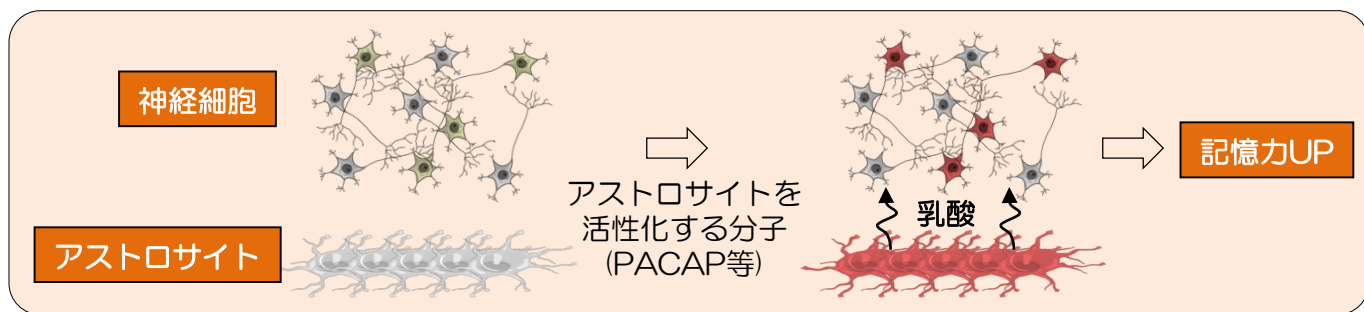 神経細胞
アストロサイト
アストロサイトを
活性化する分子
(PACAP等)
乳酸
記憶力UP